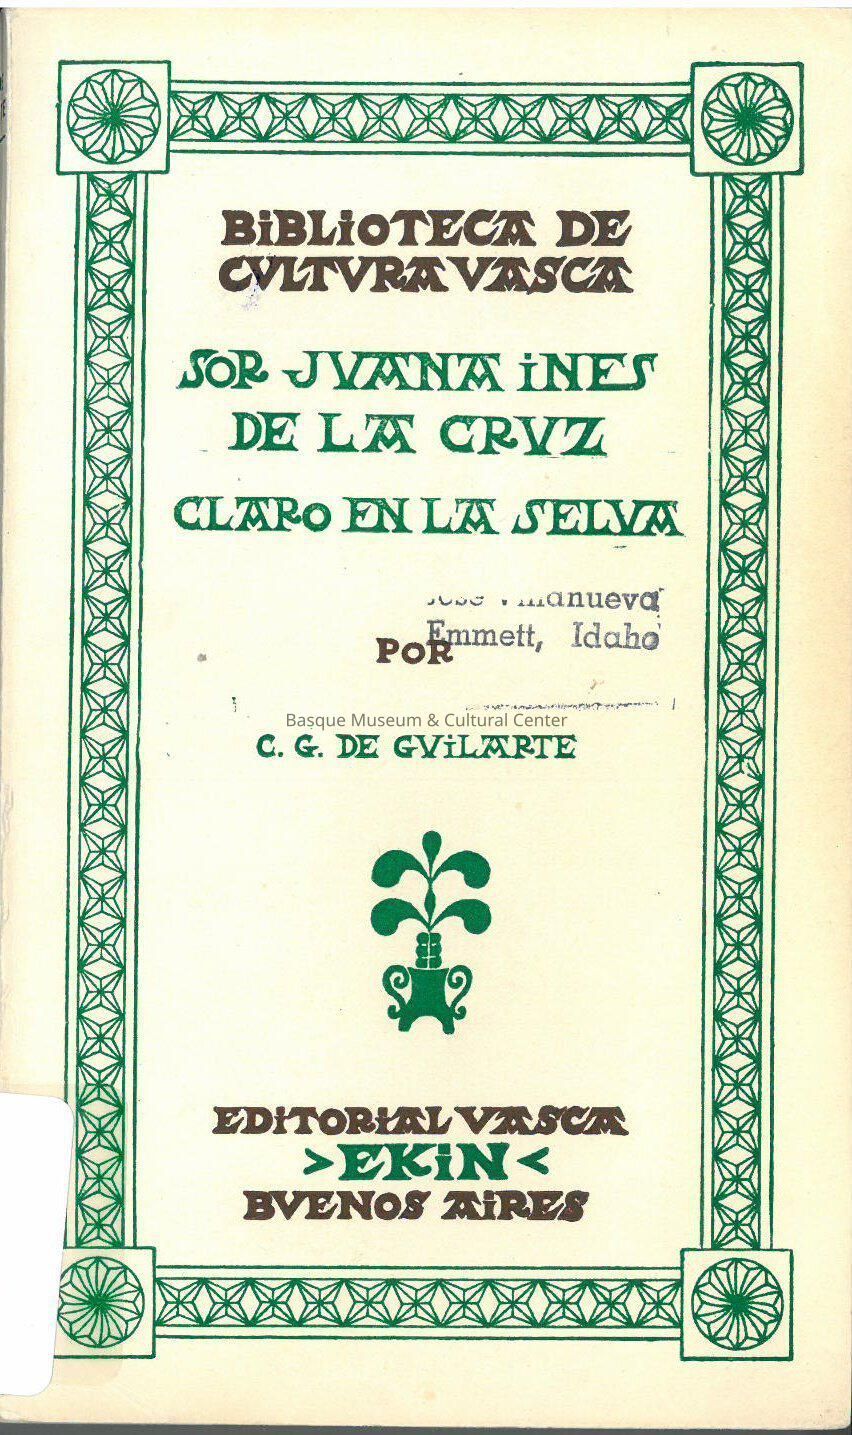 BiBLiOTECA DE
CVLTVRA VASCA
SOR JVANA iNES
DE LA CRVZ
CLARO EN LA SELVA
Emmett, Idaho
POR
Basque Museum & Cultural Center
C. G. DE GViLARTE
EDiTORiAL VASCA
>EKiN<
BVENOS AiRES